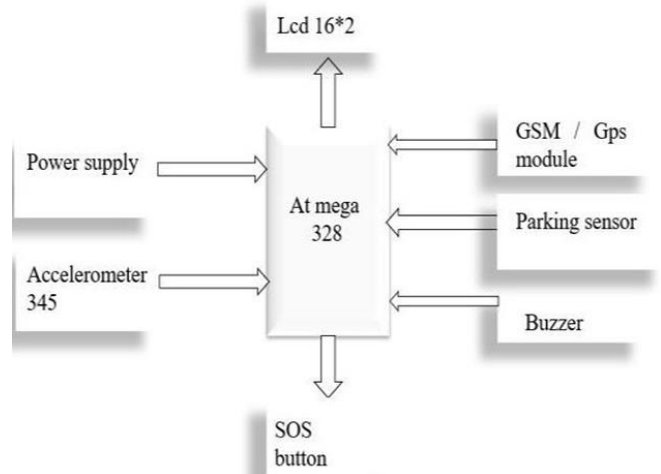 Lcd 16*2
Power supply
Accelerometer
345
At mega
328
GSM / Gps
module
Parking sensor
Buzzer
SOS
button